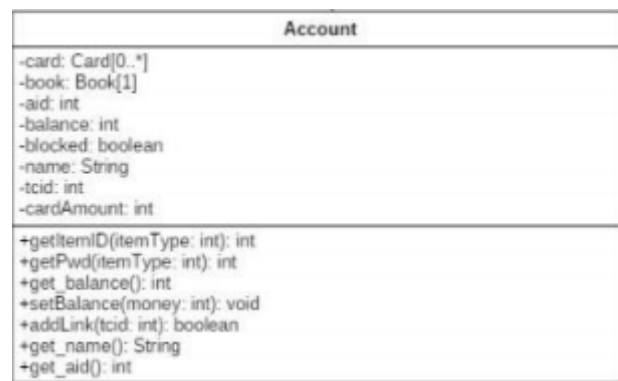 Account
-card: Card[0..*]
-book: Book[1]
-aid: int
-balance: int
-blocked: boolean
-name: String
-tcid: int
-cardAmount: int
+getItemID(itemType: int): int
+getPwd(itemType: int): int
+get_balance(): int
+setBalance(money: int): void
+addLink(tcid: int): boolean
+get_name(): String
+get_aid(): int